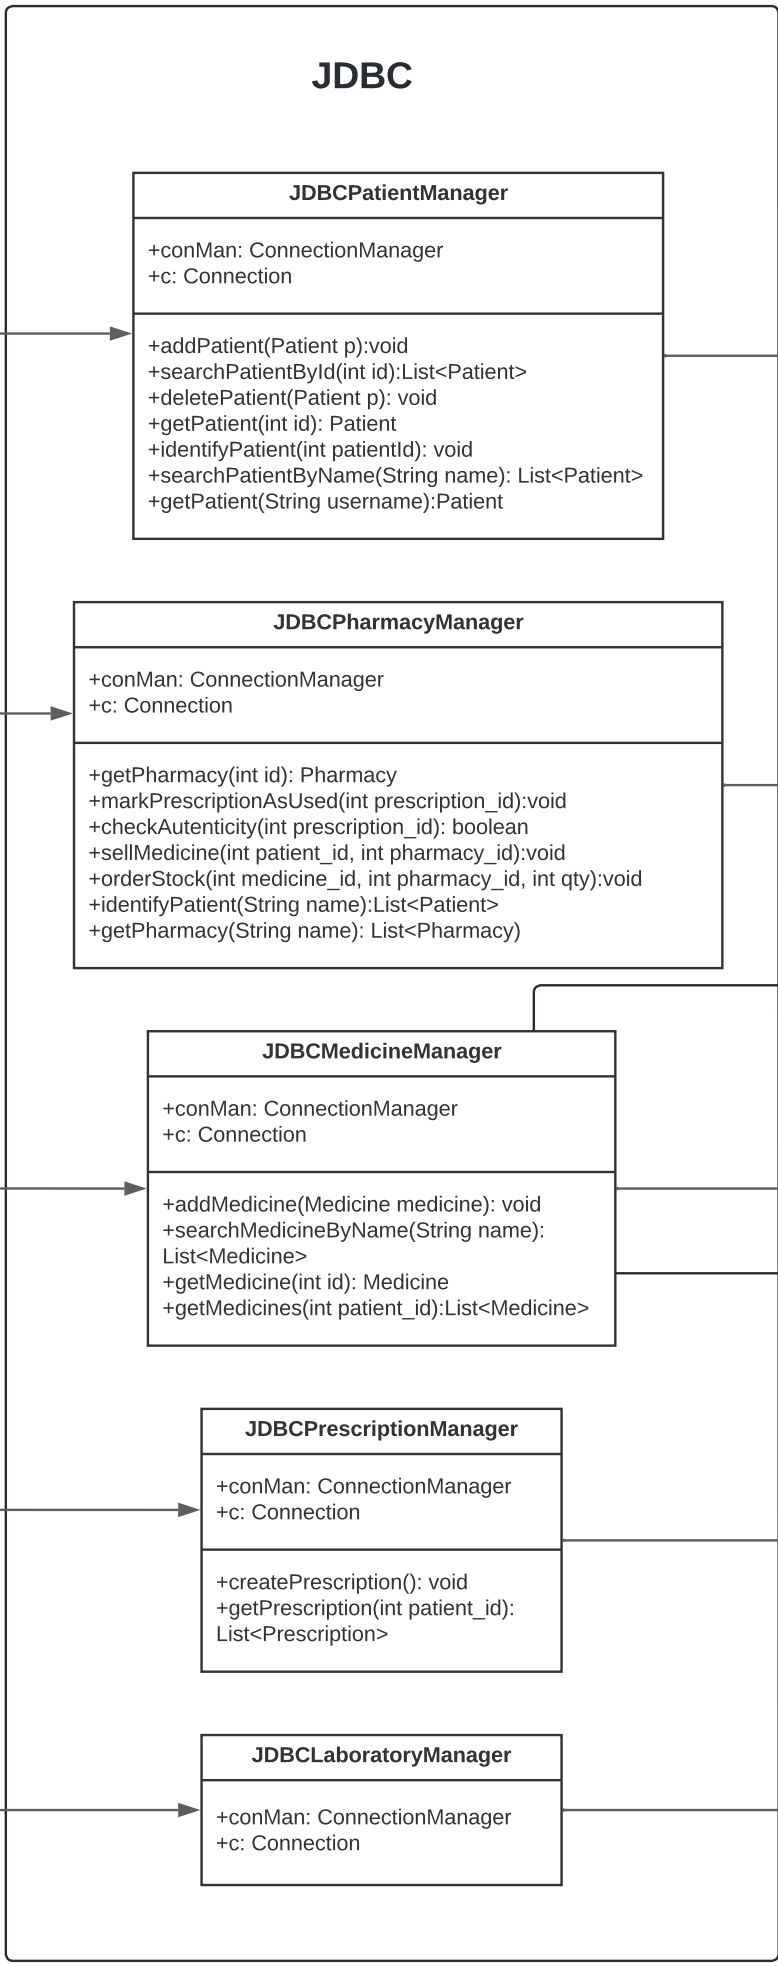 JDBC
JDBCPatientManager
+conMan: ConnectionManager
+c: Connection
+addPatient(Patient p):void
+searchPatientById(int id):List<Patient>
+deletePatient(Patient p): void
+getPatient(int id): Patient
+identifyPatient(int patientId): void
+searchPatientByName(String name): List<Patient>
+getPatient(String username):Patient
JDBCPharmacyManager
+conMan: ConnectionManager
+c: Connection
+getPharmacy(int id): Pharmacy
+markPrescriptionAsUsed(int prescription_id):void
+checkAutenticity(int prescription_id): boolean
+sellMedicine(int patient_id, int pharmacy_id):void
+orderStock(int medicine_id, int pharmacy_id, int qty):void
+identifyPatient(String name):List<Patient>
+getPharmacy(String name): List<Pharmacy)
JDBCMedicineManager
+conMan: ConnectionManager
+c: Connection
+addMedicine(Medicine medicine): void
+searchMedicineByName(String name):
List<Medicine>
+getMedicine(int id): Medicine
+getMedicines(int patient_id):List<Medicine>
JDBCPrescriptionManager
+conMan: ConnectionManager
+c: Connection
+createPrescription(): void
+getPrescription(int patient_id):
List<Prescription>
JDBCLaboratoryManager
+conMan: ConnectionManager
+c: Connection